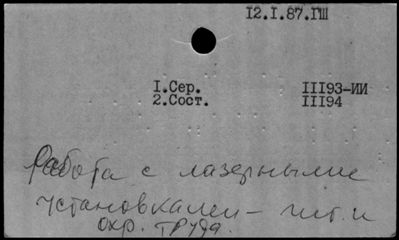 12.I.87.ГШ
I.Сер. III93-ИИ
2.Сост. III94
Работа с лазерными
установками - гиг. и
охр. труда.